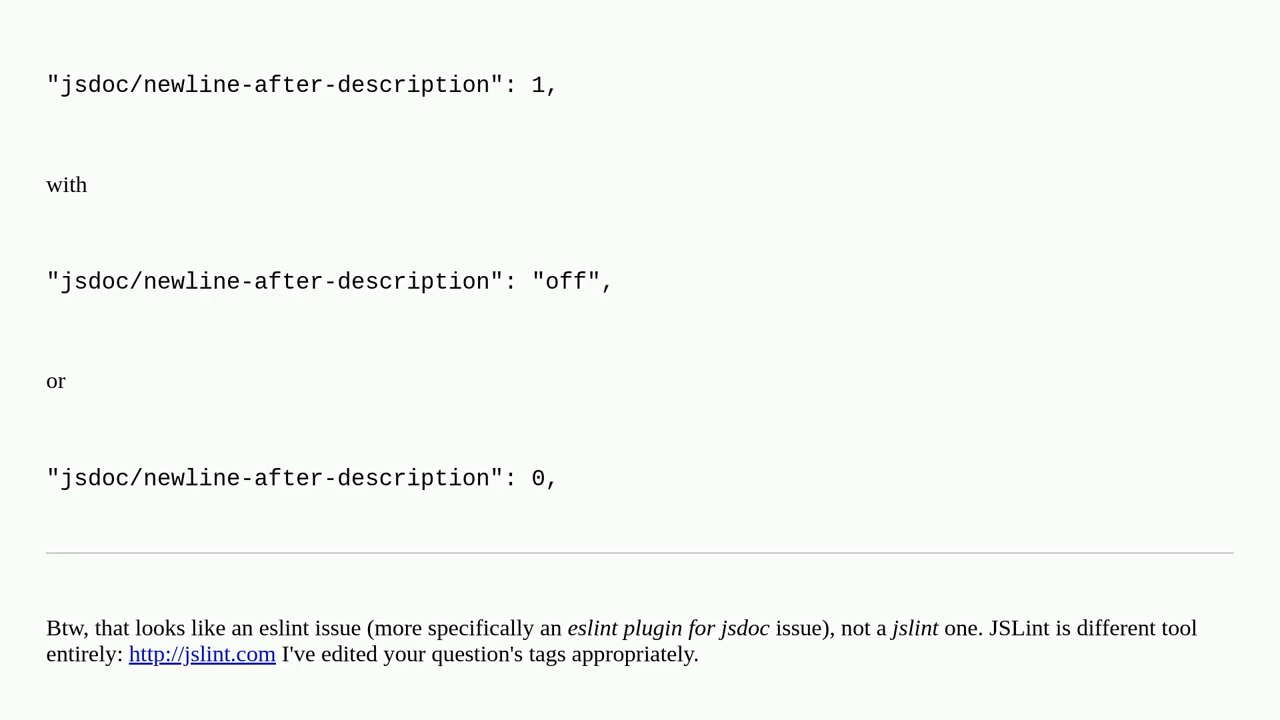 "jsdoc/newline-after-description": 1,
with
"jsdoc/newline-after-description": "off",
or
"jsdoc/newline-after-description": 0,
Btw, that looks like an eslint issue (more specifically an eslint plugin for jsdoc issue), not a jslint one. JSLint is different tool
entirely: http://jslint.com I've edited your question's tags appropriately.